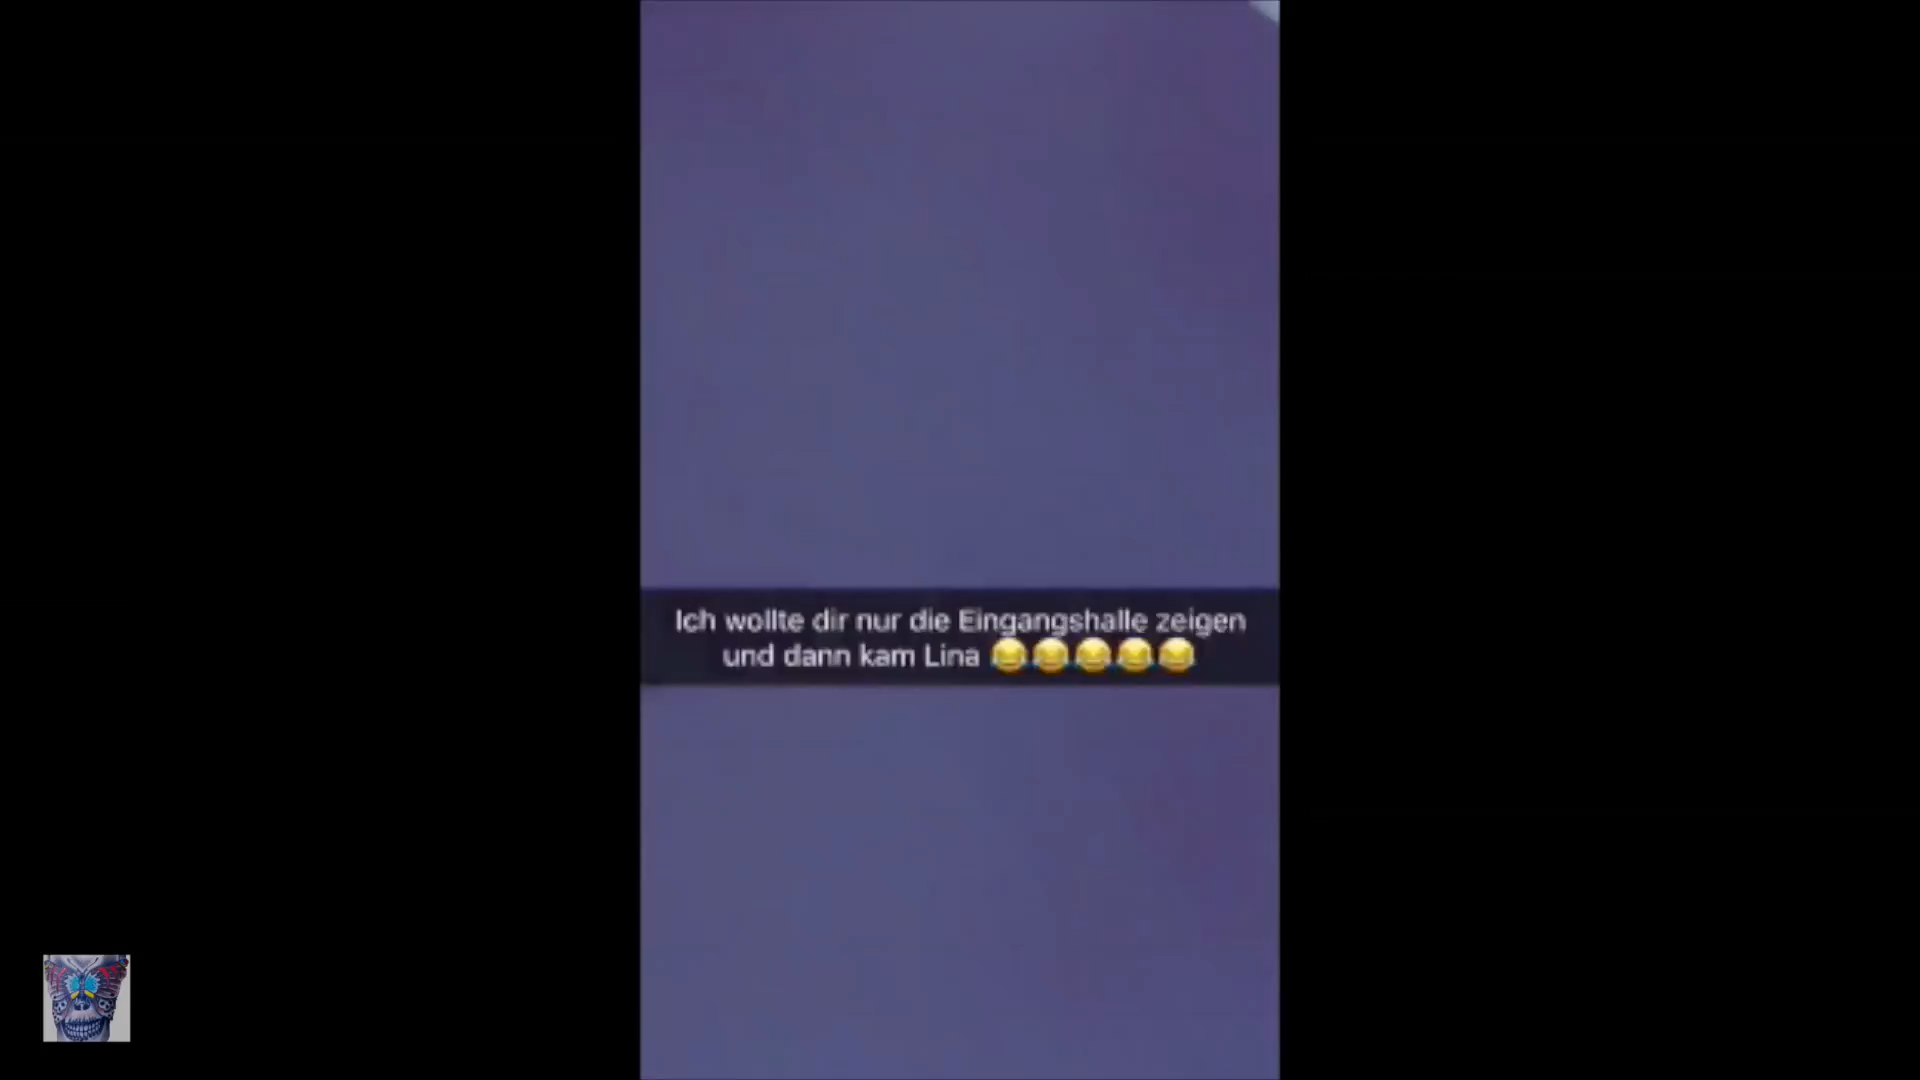 Ich wollte dir nur die Eingangshalle zeigen
und dann kam Lina 😂😂😂😂😂